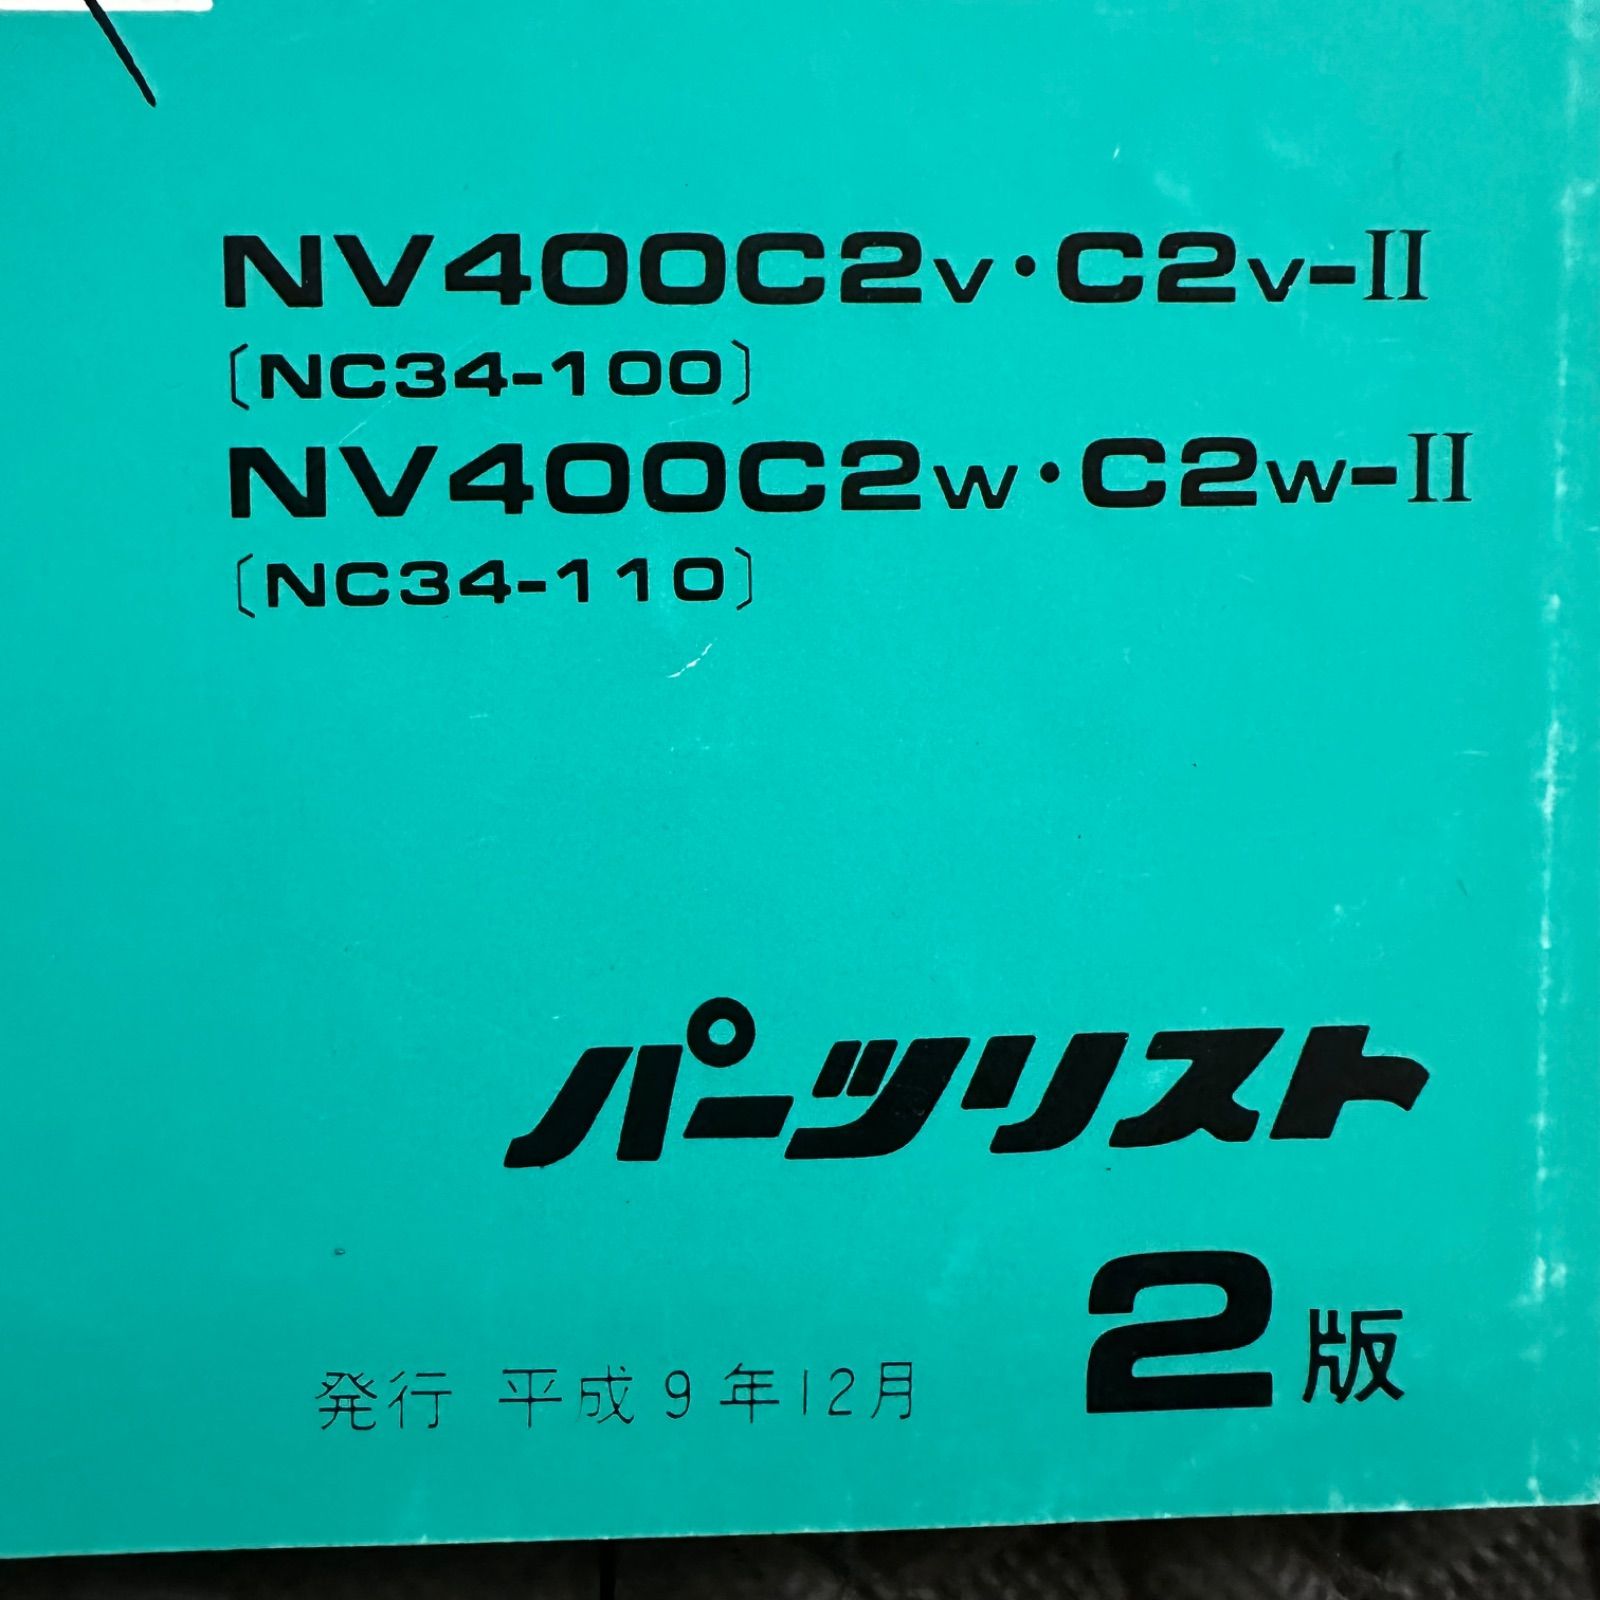 NV400C2V・C2V-II
〔NC34-100〕
NV400C2W・C2W-II
〔NC34-110〕
パーツリスト
2版
発行 平成9年12月